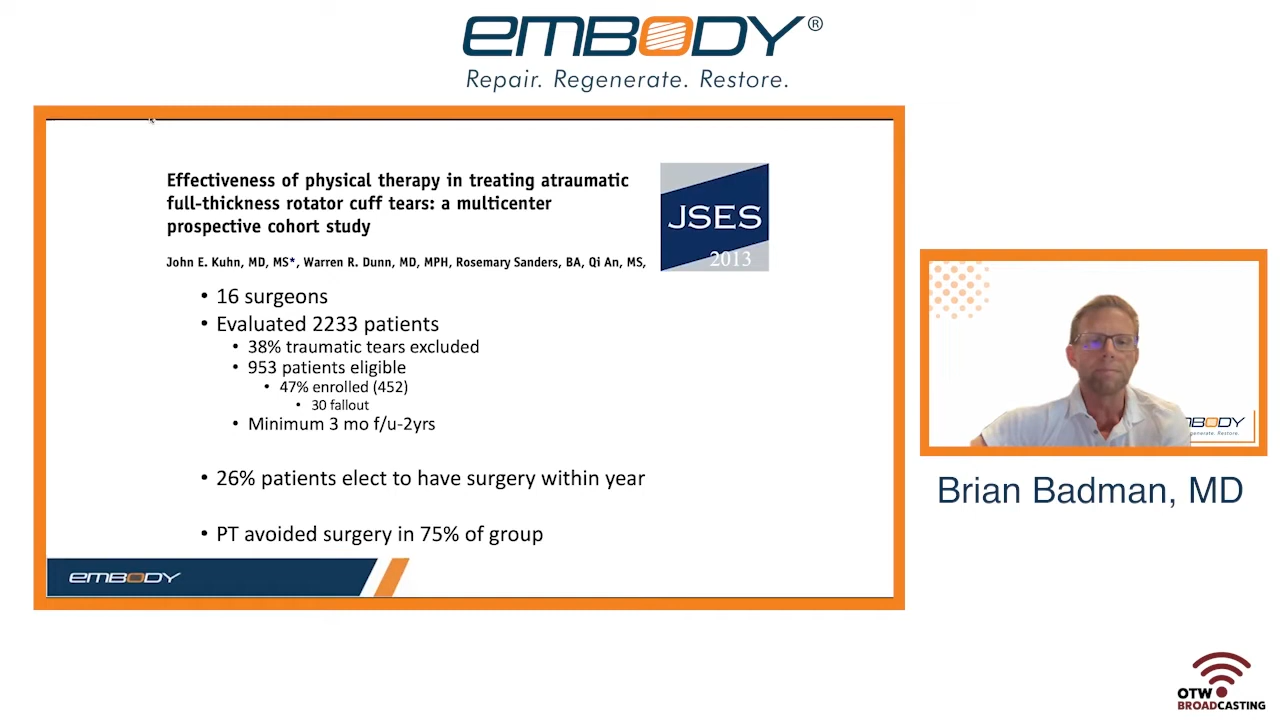 EMBODY®
Repair. Regenerate. Restore.
Effectiveness of physical therapy in treating atraumatic
full-thickness rotator cuff tears: a multicenter
prospective cohort study
John E. Kuhn, MD, MS*, Warren R. Dunn, MD, MPH, Rosemary Sanders, BA, Qi An, MS,
JSES
2013
• 16 surgeons
• Evaluated 2233 patients
• 38% traumatic tears excluded
• 953 patients eligible
• 47% enrolled (452)
• 30 fallout
• Minimum 3 mo f/u-2yrs
• 26% patients elect to have surgery within year
• PT avoided surgery in 75% of group
EMBODY
BODY
generate. Restore.
Brian Badman, MD
OTW
BROADCASTING